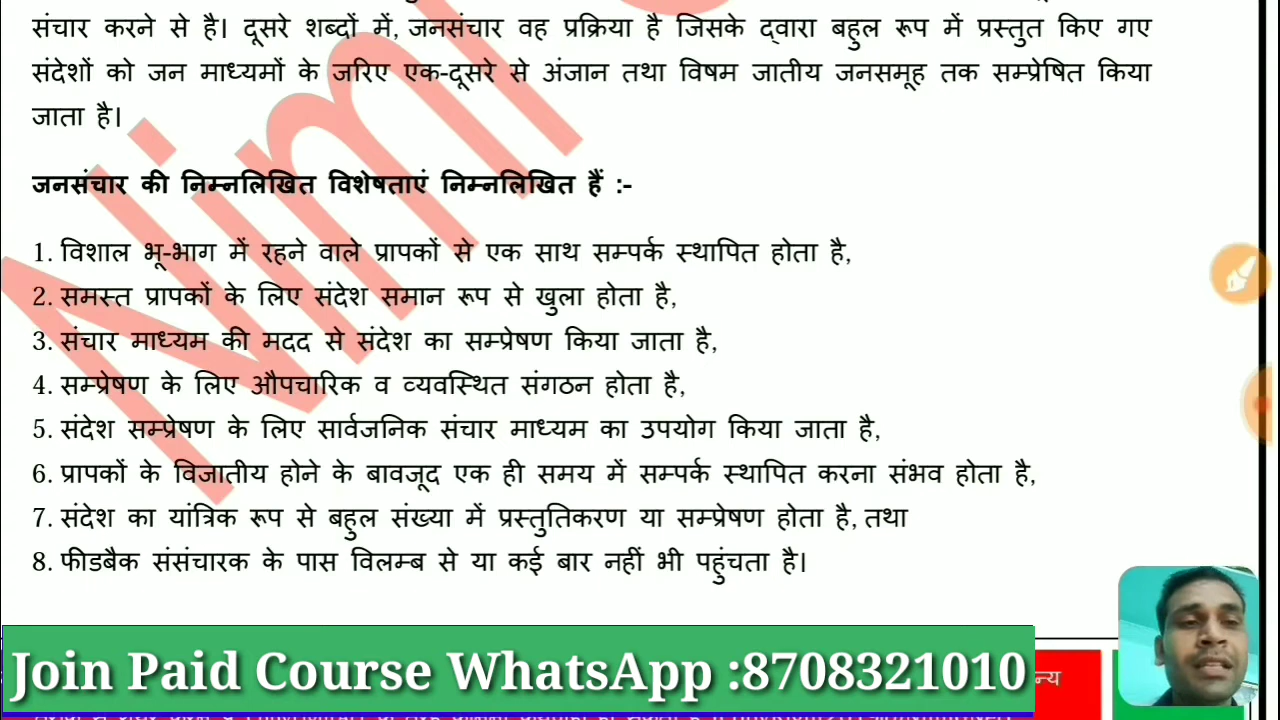 संचार करने से है। दूसरे शब्दों में, जनसंचार वह प्रक्रिया है जिसके द्वारा बहुल रूप में प्रस्तुत किए गए
संदेशों को जन माध्यमों के जरिए एक-दूसरे से अंजान तथा विषम जातीय जनसमूह तक सम्प्रेषित किया
जाता है।
जनसंचार की निम्नलिखित विशेषताएं निम्नलिखित हैं :-
1. विशाल भू-भाग में रहने वाले प्रापकों से एक साथ सम्पर्क स्थापित होता है,
2. समस्त प्रापकों के लिए संदेश समान रूप से खुला होता है,
3. संचार माध्यम की मदद से संदेश का सम्प्रेषण किया जाता है,
4. सम्प्रेषण के लिए औपचारिक व व्यवस्थित संगठन होता है,
5. संदेश सम्प्रेषण के लिए सार्वजनिक संचार माध्यम का उपयोग किया जाता है,
6. प्रापकों के विजातीय होने के बावजूद एक ही समय में सम्पर्क स्थापित करना संभव होता है,
7. संदेश का यांत्रिक रूप से बहुल संख्या में प्रस्तुतिकरण या सम्प्रेषण होता है, तथा
8. फीडबैक संसंचारक के पास विलम्ब से या कई बार नहीं भी पहुंचता है।
Join Paid Course WhatsApp :8708321010